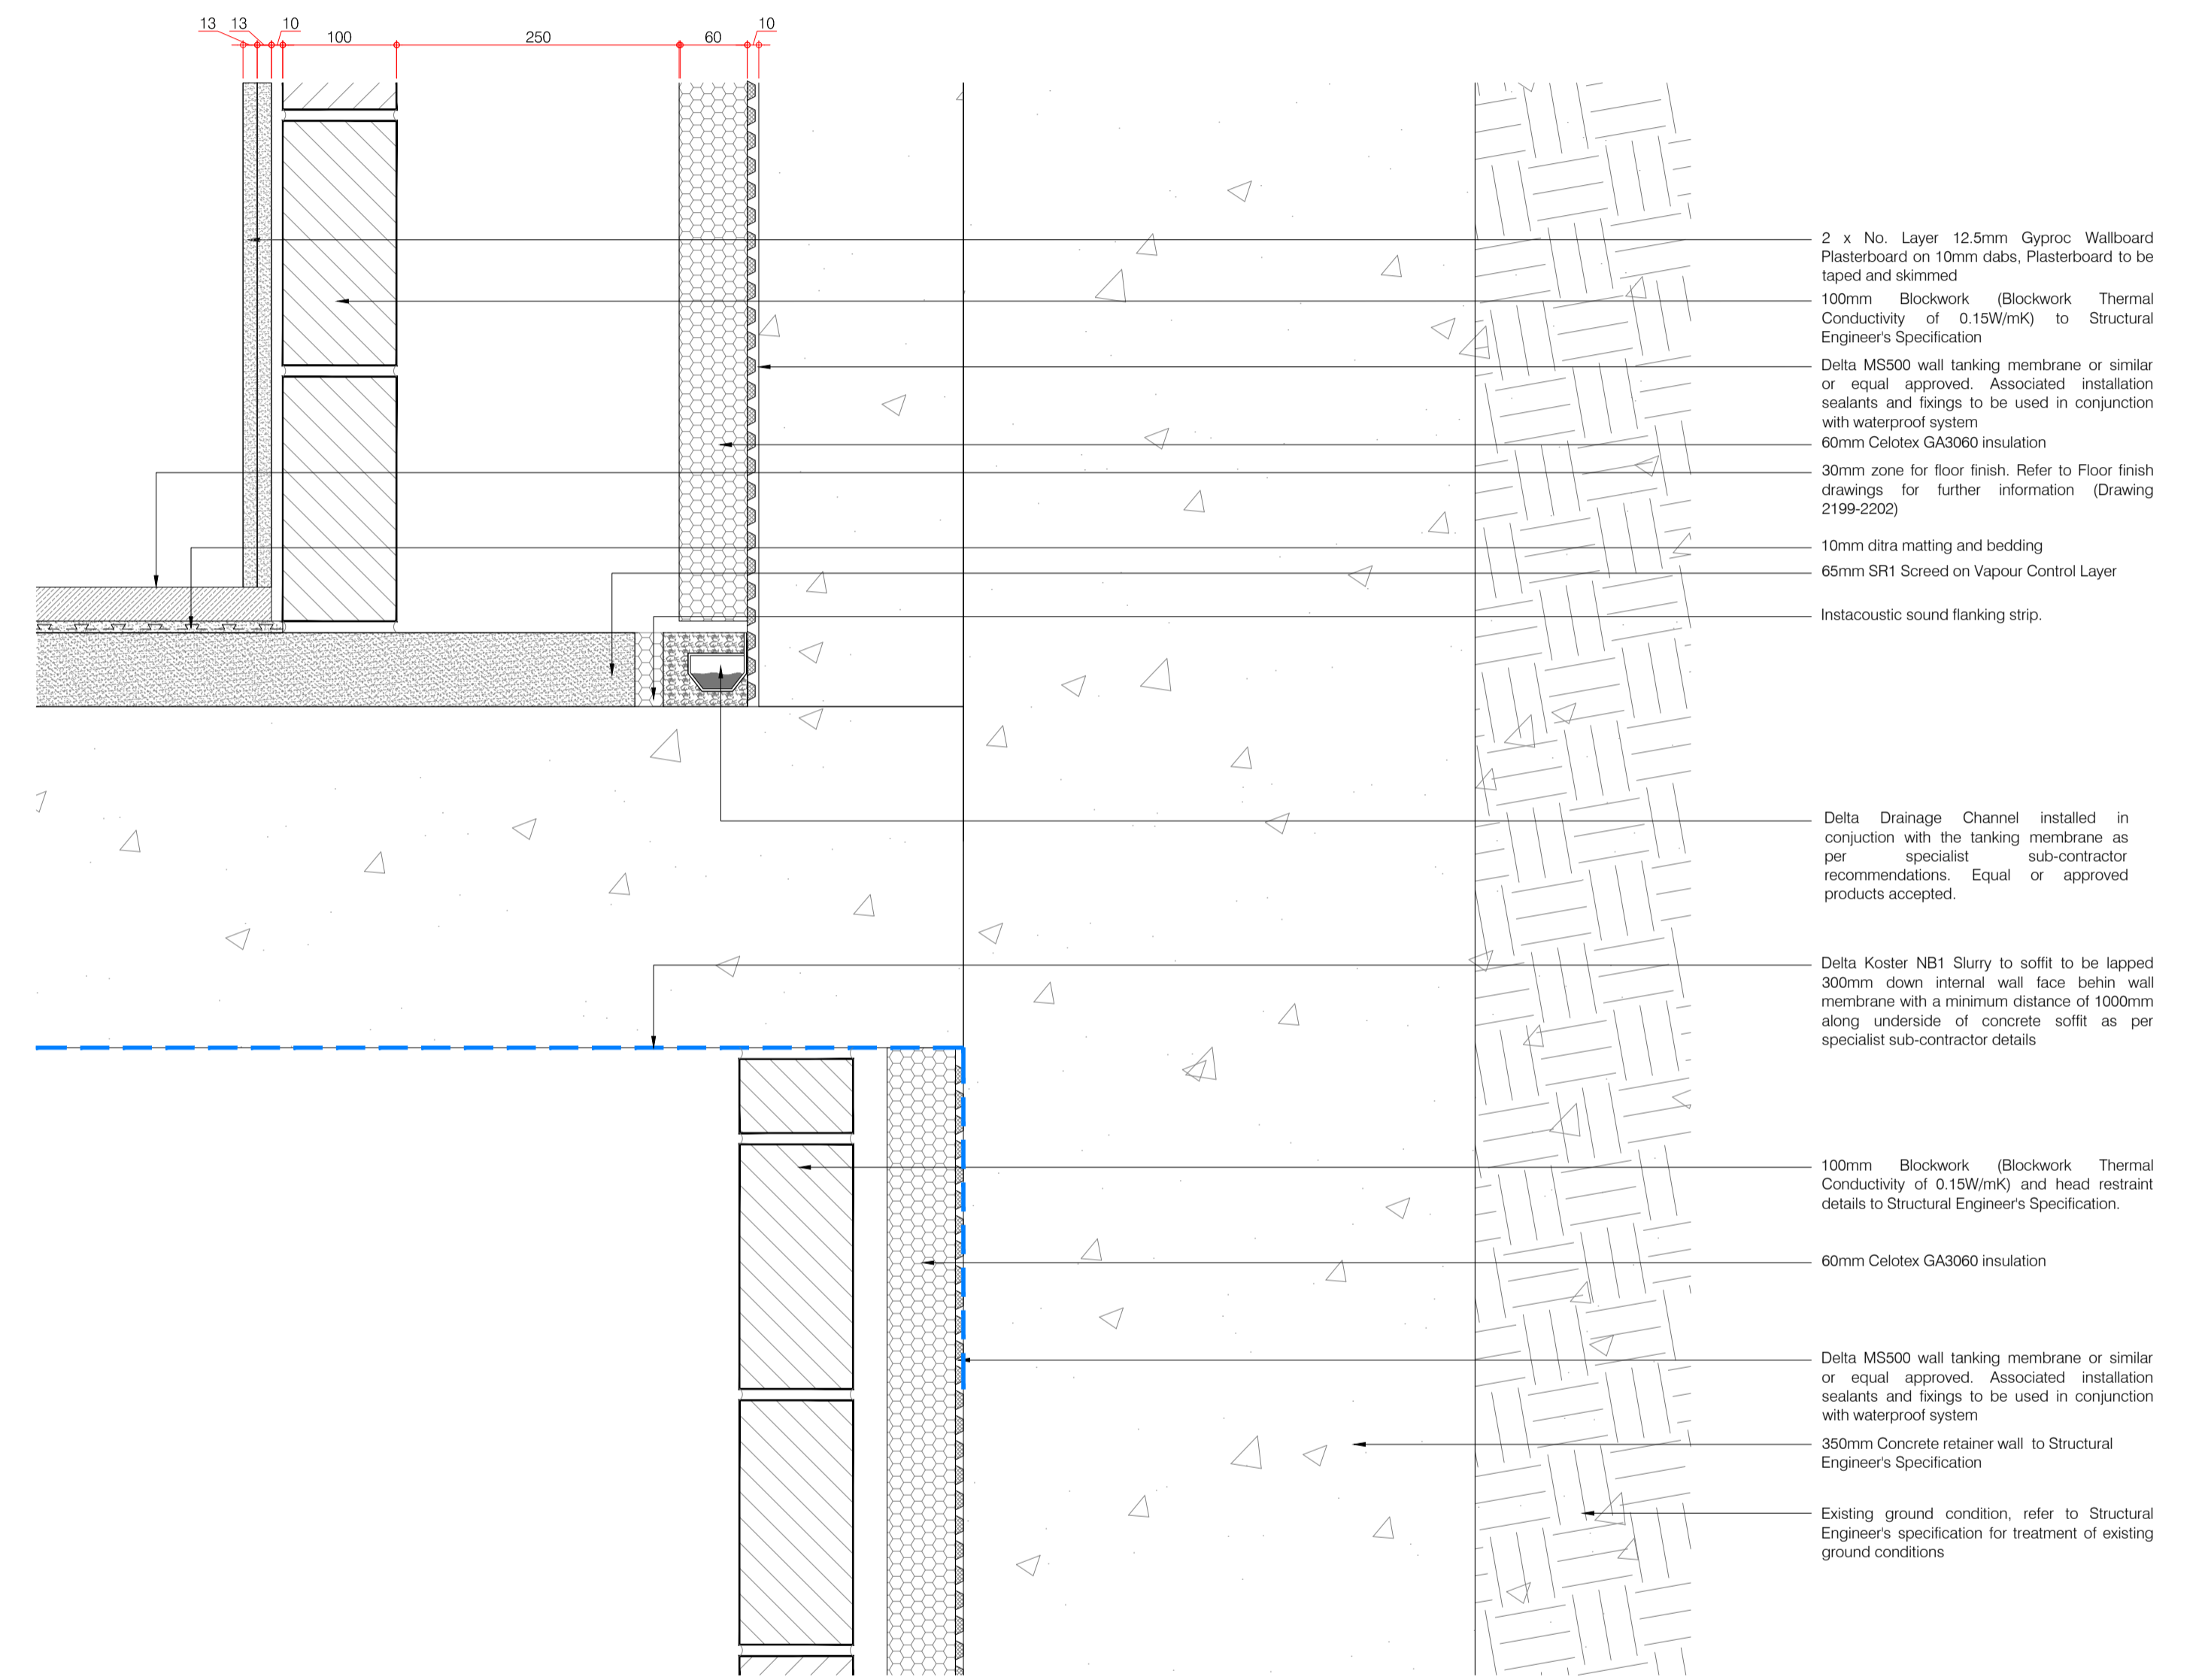 13 13 10 100 250 60 10
2 x No. Layer 12.5mm Gyproc Wallboard
Plasterboard on 10mm dabs, Plasterboard to be
taped and skimmed
100mm Blockwork (Blockwork Thermal
Conductivity of 0.15W/mK) to Structural
Engineer's Specification
Delta MS500 wall tanking membrane or similar
or equal approved. Associated installation
sealants and fixings to be used in conjunction
with waterproof system
60mm Celotex GA3060 insulation
30mm zone for floor finish. Refer to Floor finish
drawings for further information (Drawing
2199-2202)
10mm ditra matting and bedding
65mm SR1 Screed on Vapour Control Layer
Instacoustic sound flanking strip.
Delta Drainage Channel installed in
conjuction with the tanking membrane as
per specialist sub-contractor
recommendations. Equal or approved
products accepted.
Delta Koster NB1 Slurry to soffit to be lapped
300mm down internal wall face behin wall
membrane with a minimum distance of 1000mm
along underside of concrete soffit as per
specialist sub-contractor details
100mm Blockwork (Blockwork Thermal
Conductivity of 0.15W/mK) and head restraint
details to Structural Engineer's Specification.
60mm Celotex GA3060 insulation
Delta MS500 wall tanking membrane or similar
or equal approved. Associated installation
sealants and fixings to be used in conjunction
with waterproof system
350mm Concrete retainer wall to Structural
Engineer's Specification
Existing ground condition, refer to Structural
Engineer's specification for treatment of existing
ground conditions